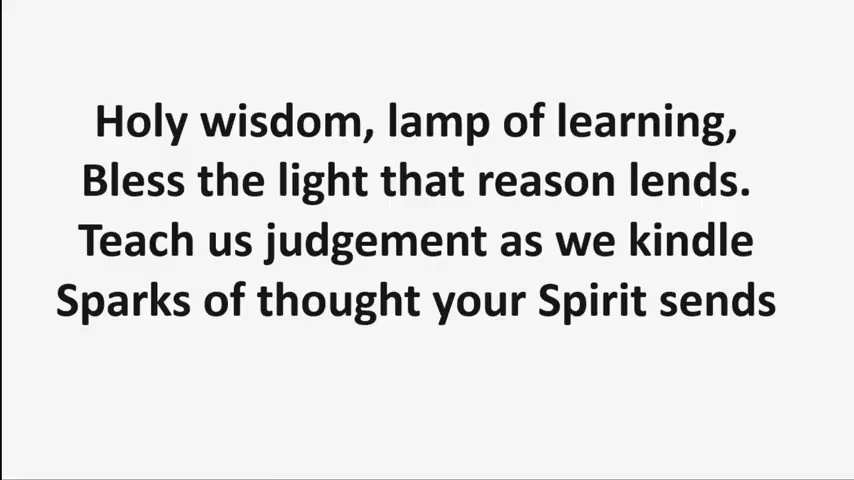 Holy wisdom, lamp of learning,
Bless the light that reason lends.
Teach us judgement as we kindle
Sparks of thought your Spirit sends